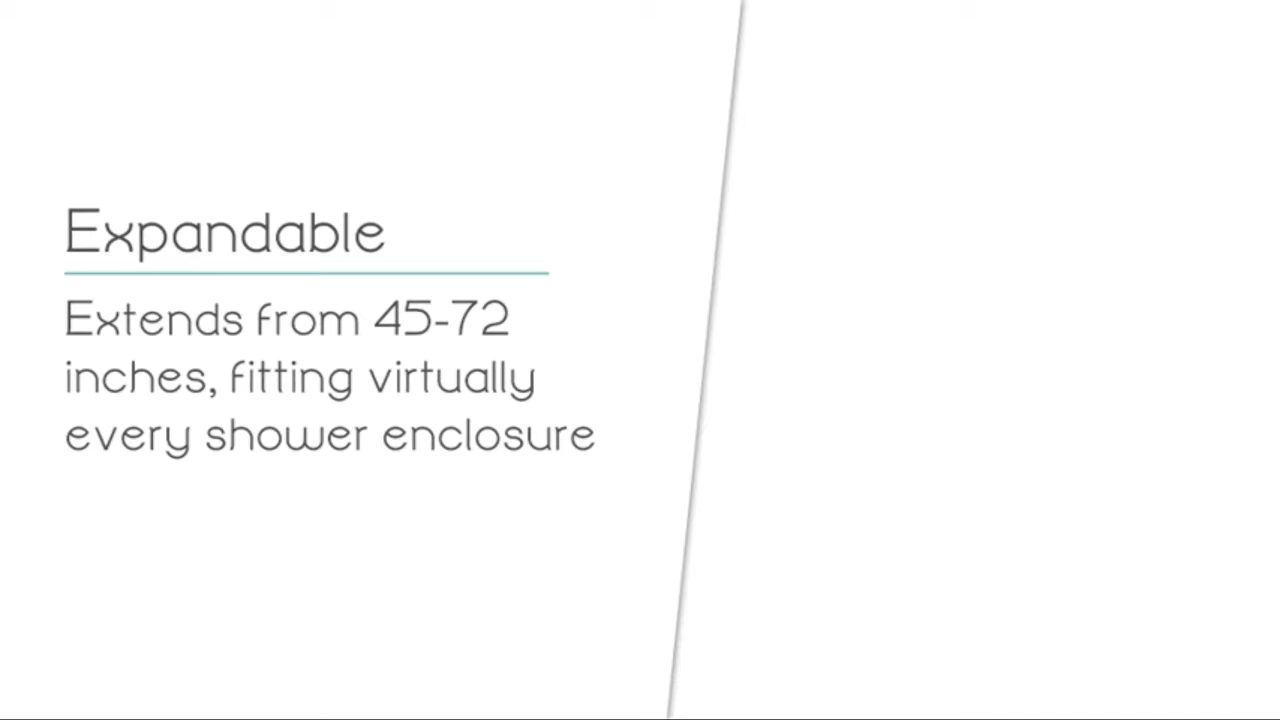 Expandable
Extends from 45-72
inches, fitting virtually
every shower enclosure